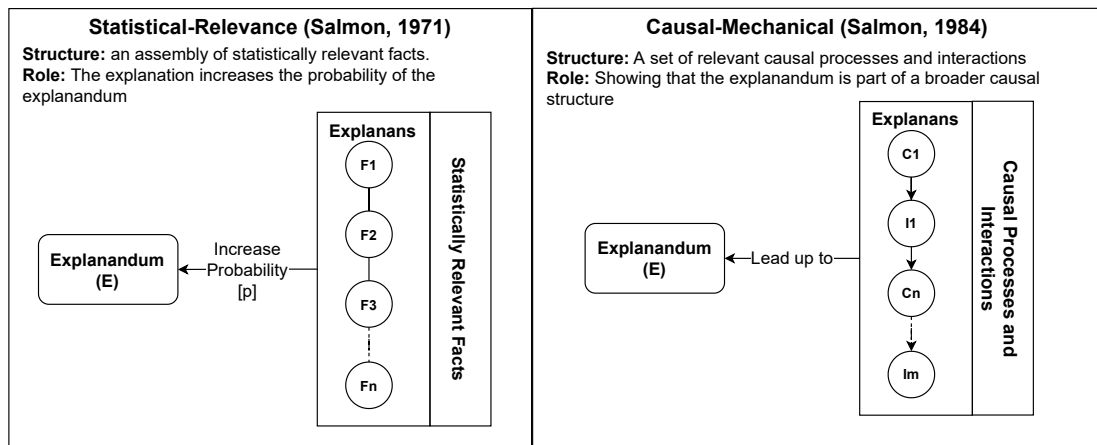 Statistical-Relevance (Salmon, 1971)
Structure: an assembly of statistically relevant facts.
Role: The explanation increases the probability of the
explanandum
Explanans
F1
F2
F3
Fn
Statistically Relevant Facts
Increase
Probability
[p]
Explanandum
(E)
Causal-Mechanical (Salmon, 1984)
Structure: A set of relevant causal processes and interactions
Role: Showing that the explanandum is part of a broader causal
structure
Explanans
C1
I1
Cn
Im
Causal Processes and
Interactions
Lead up to
Explanandum
(E)